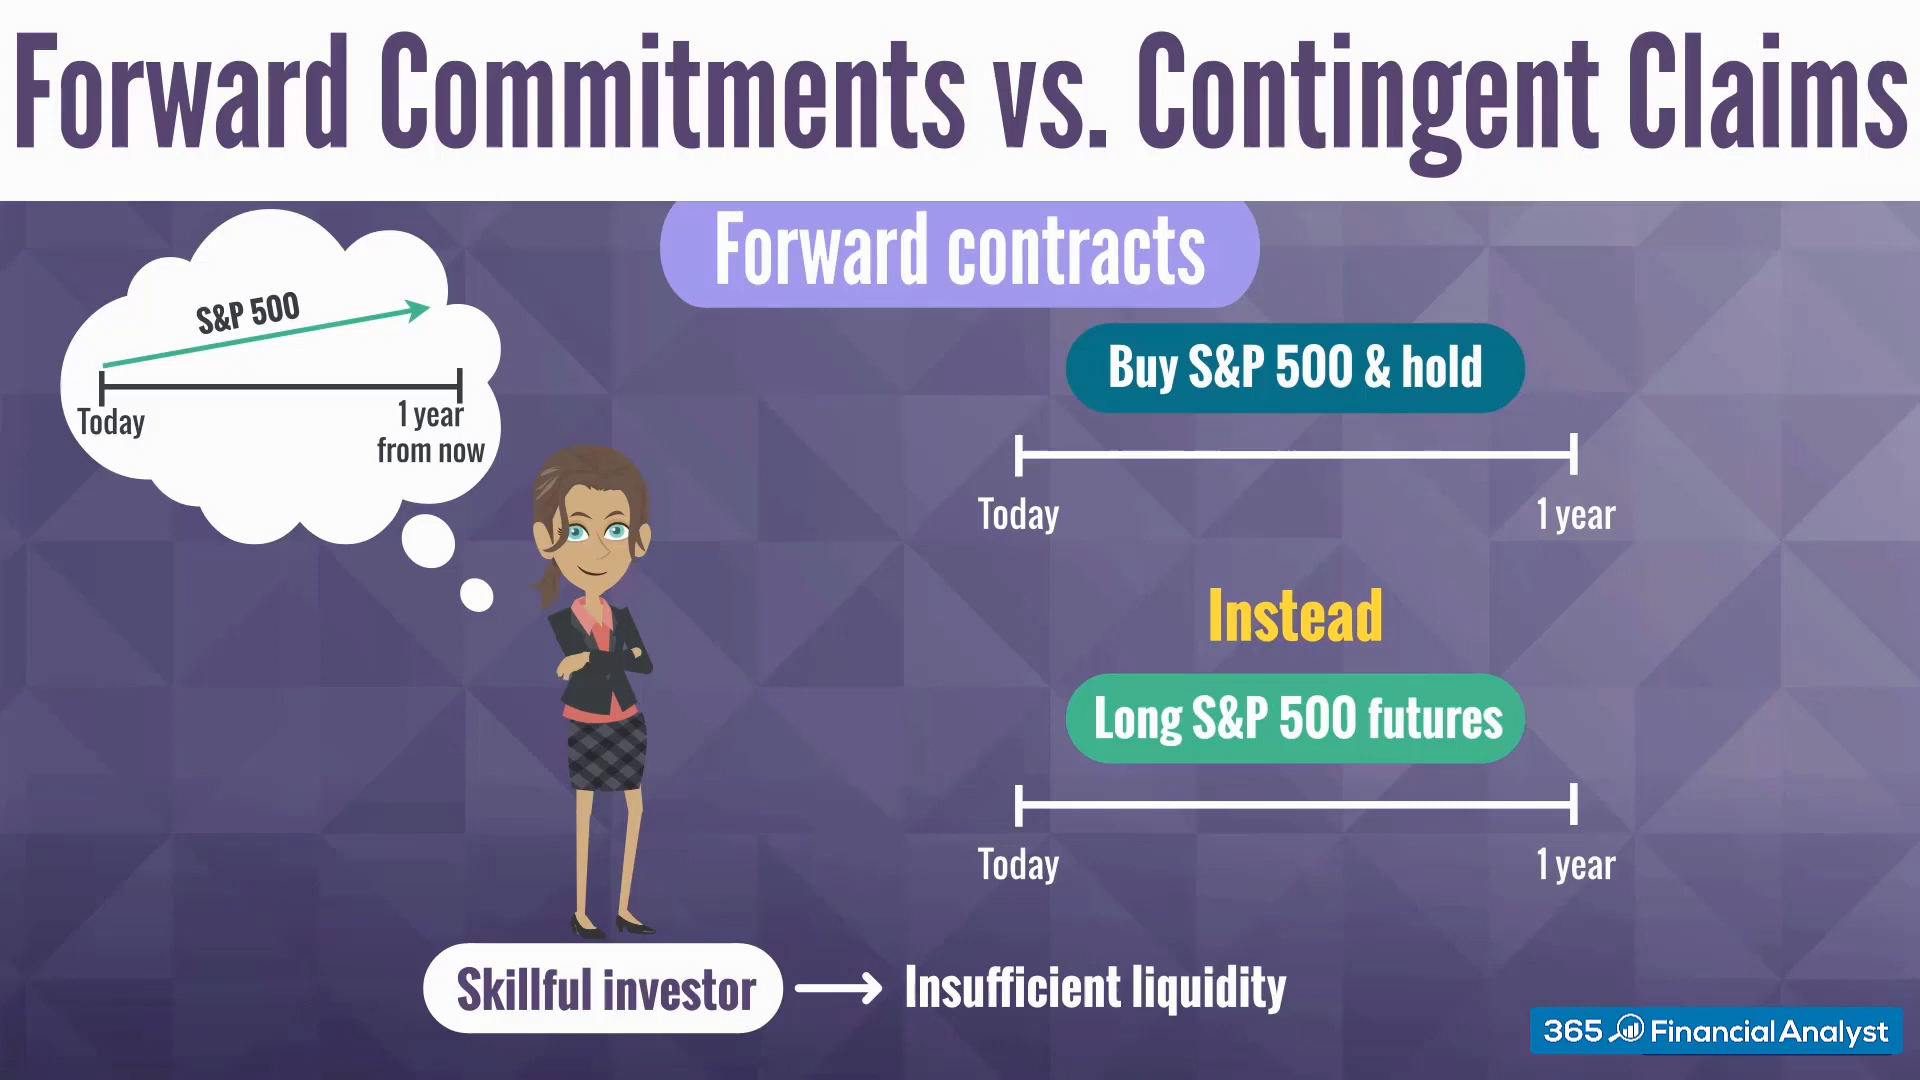 Forward Commitments vs. Contingent Claims
Forward contracts
S&P 500
Today
1 year
from now
Buy S&P 500 & hold
Today
1 year
Instead
Long S&P 500 futures
Today
1 year
Skillful investor
Insufficient liquidity
365 Financial Analyst